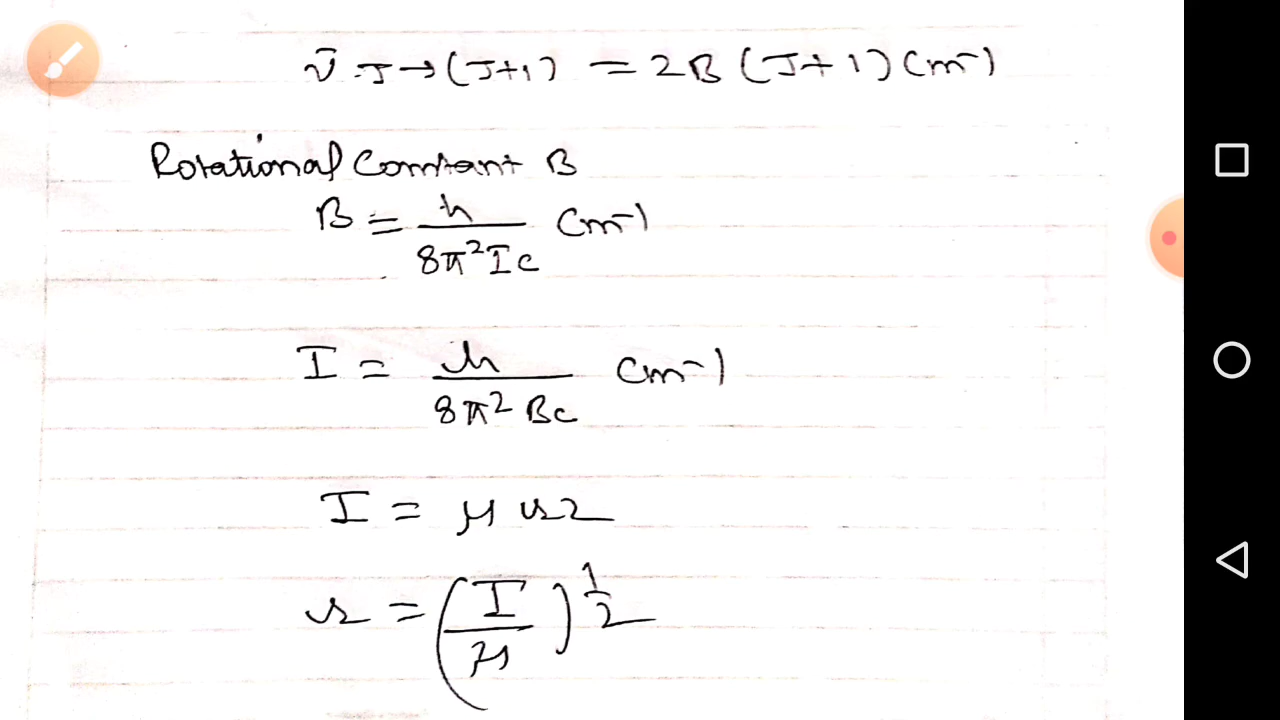 ν̄ J → (J+1) = 2B (J+1) cm⁻¹
Rotational Constant B
B = h / 8π²Ic cm⁻¹
I = h / 8π²Bc cm⁻¹
I = μ r2
r = (I / μ) 1/2